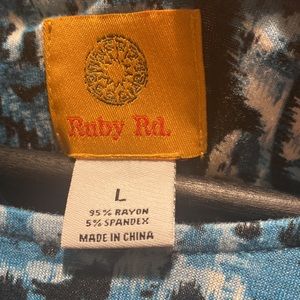 Ruby Rd.
L
95% RAYON
5% SPANDEX
MADE IN CHINA